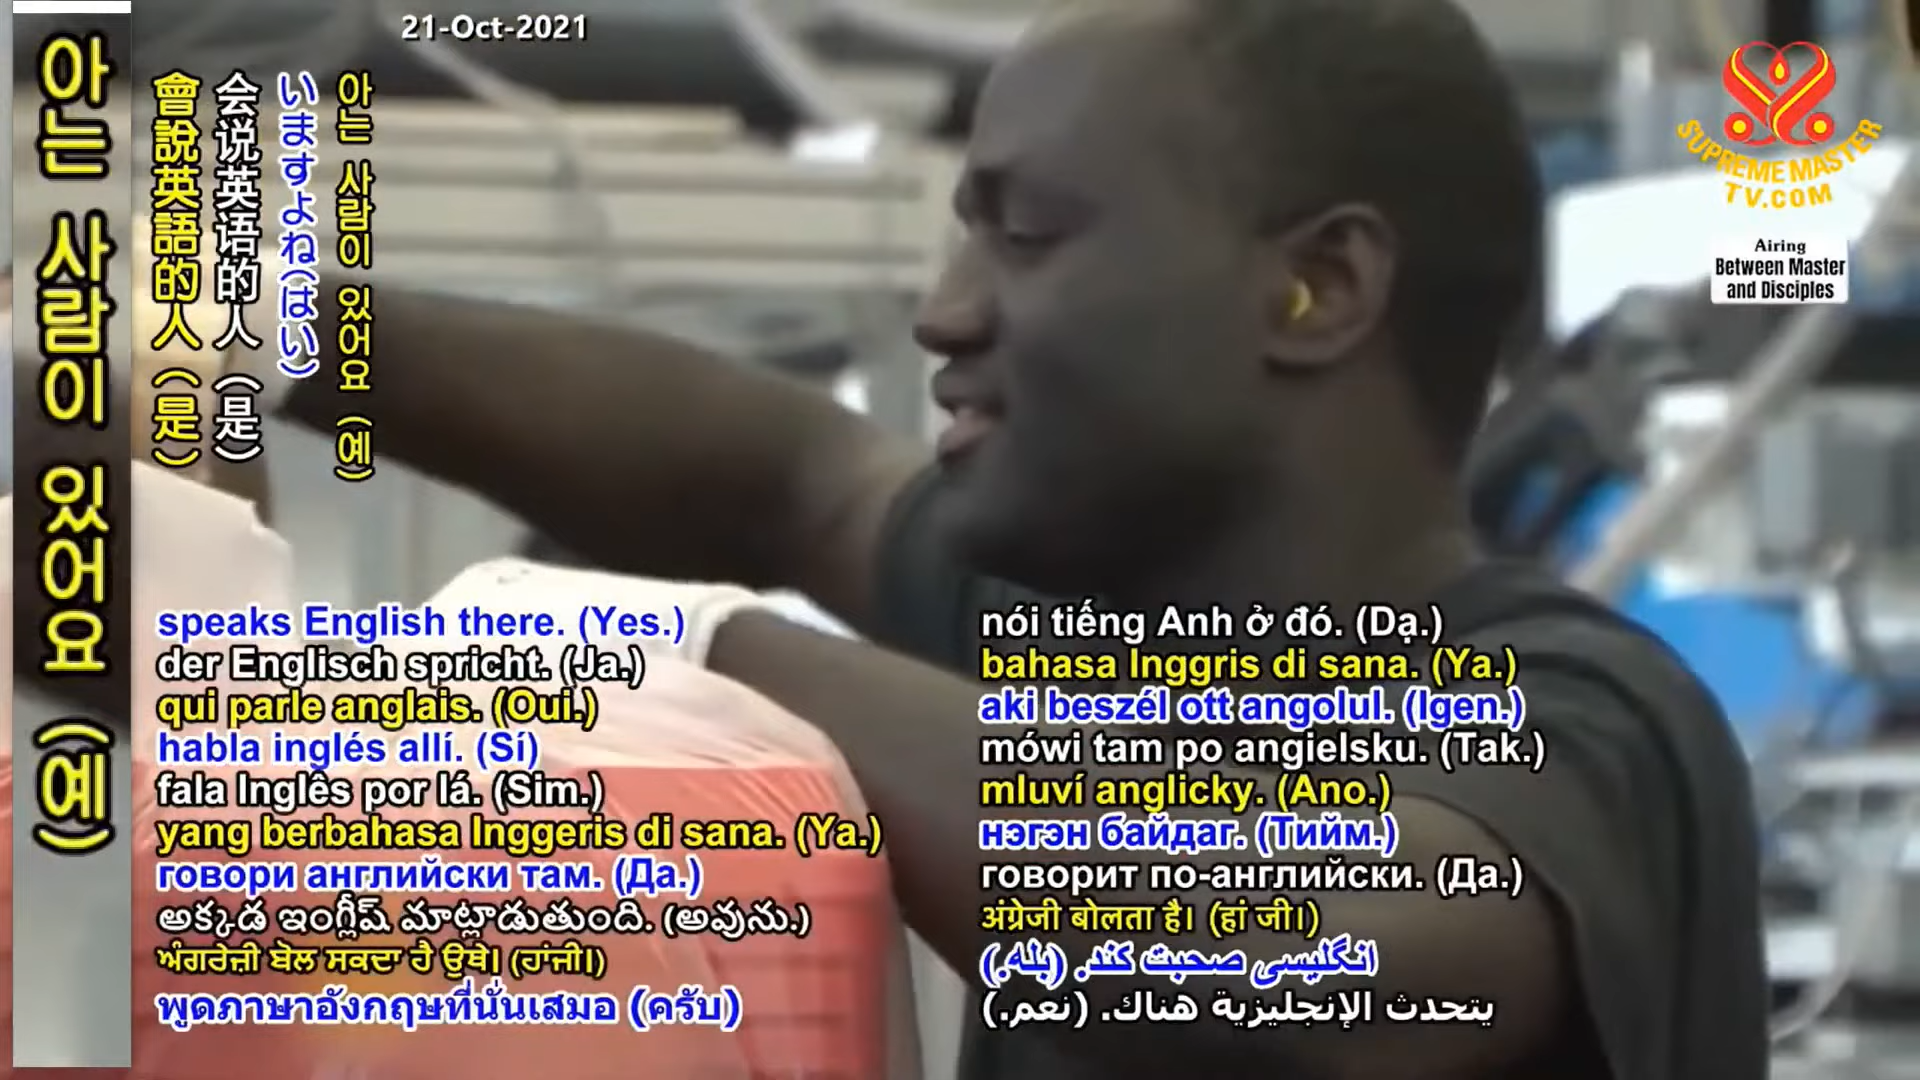 21-Oct-2021
아는 사람이 있어요 (예)
會說英語的人 (是)
会说英语的人 (是)
いますよね(はい)
아는 사람이 있어요 (예)
SUPREME MASTER
TV.COM
Airing
Between Master
and Disciples
speaks English there. (Yes.)
der Englisch spricht. (Ja.)
qui parle anglais. (Oui.)
habla inglés allí. (Sí)
fala Inglês por lá. (Sim.)
yang berbahasa Inggeris di sana. (Ya.)
говори английски там. (Да.)
అక్కడ ఇంగ్లీష్ మాట్లాడుతుంది. (అవును.)
ਅੰਗਰੇਜ਼ੀ ਬੋਲ ਸਕਦਾ ਹੈ ਉਥੇ। (ਹਾਂਜੀ।)
พูดภาษาอังกฤษที่นั่นเสมอ (ครับ)
nói tiếng Anh ở đó. (Dạ.)
bahasa Inggris di sana. (Ya.)
aki beszél ott angolul. (Igen.)
mówi tam po angielsku. (Tak.)
mluví anglicky. (Ano.)
нэгэн байдаг. (Тийм.)
говорит по-английски. (Да.)
अंग्रेजी बोलता है। (हां जी।)
انگلیسی صحبت کند. (بله.)
يتحدث الإنجليزية هناك. (نعم.)